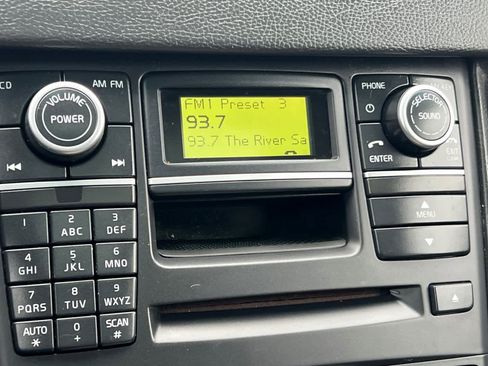 CD
AM FM
VOLUME
POWER
FM1 Preset 3
93.7
93.7 The River Sa
PHONE
SELECTOR
SOUND
ENTER
EXIT
MENU
1
2 ABC
3 DEF
4 GHI
5 JKL
6 MNO
7 PQRS
8 TUV
9 WXYZ
AUTO *
0 +
SCAN #